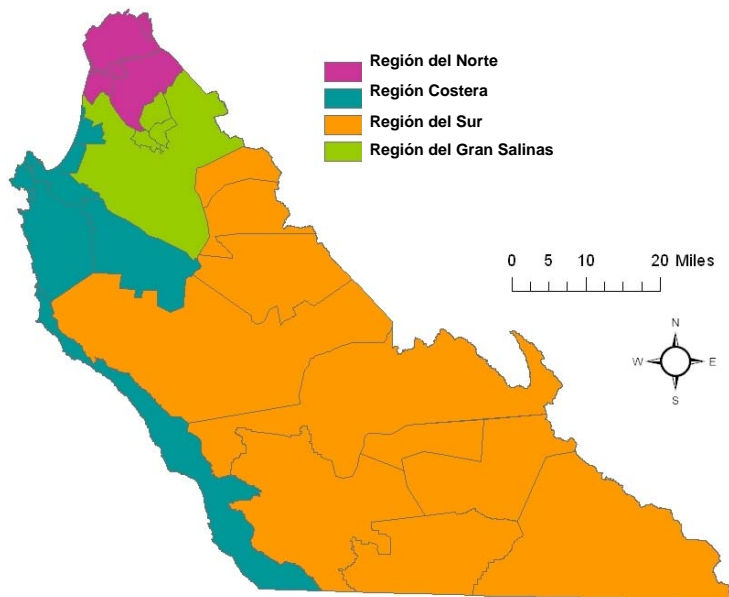 Región del Norte
Región Costera
Región del Sur
Región del Gran Salinas
0 5 10 20 Miles
N
W E
S